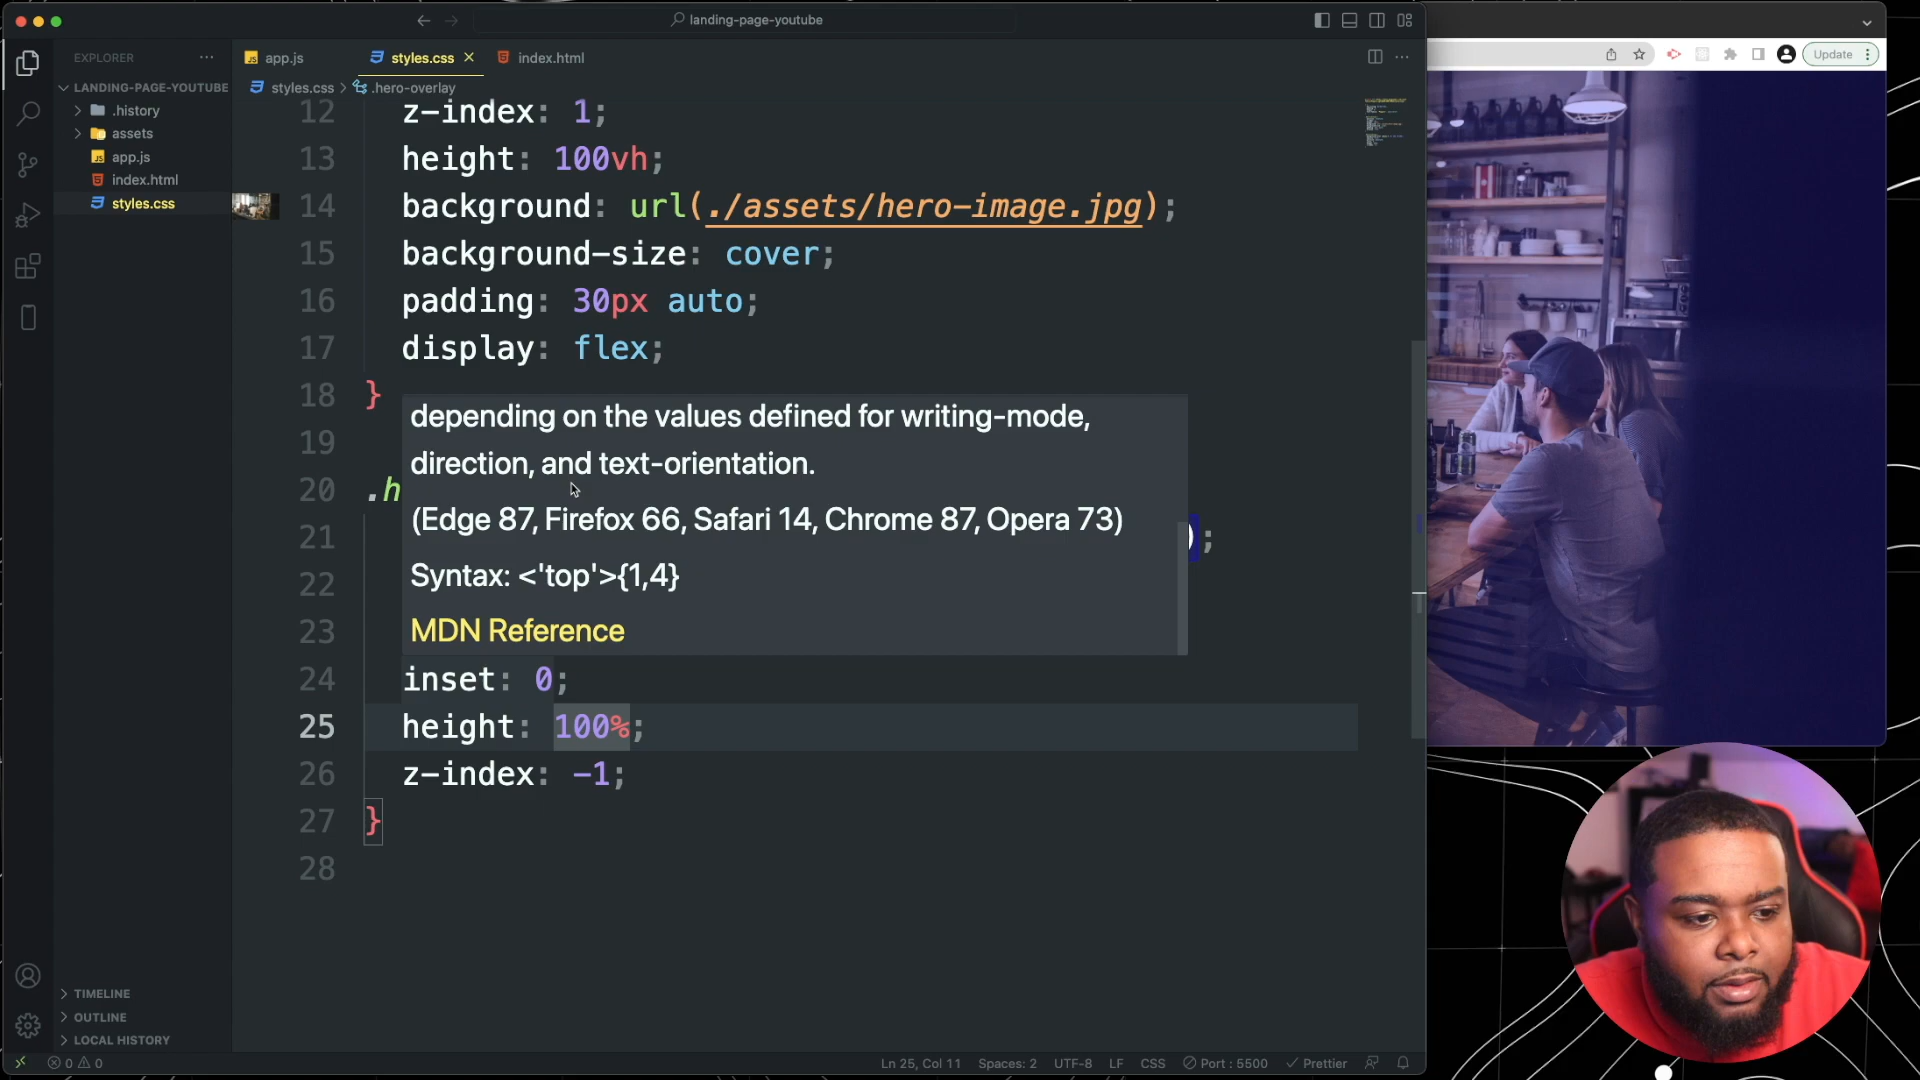 landing-page-youtube
EXPLORER
app.js
styles.css
index.html
LANDING-PAGE-YOUTUBE
styles.css > .hero-overlay
.history
assets
app.js
index.html
styles.css
12 z-index: 1;
13 height: 100vh;
14 background: url(./assets/hero-image.jpg);
15 background-size: cover;
16 padding: 30px auto;
17 display: flex;
18 }
19
20 .h
21 );
22
23
depending on the values defined for writing-mode,
direction, and text-orientation.
(Edge 87, Firefox 66, Safari 14, Chrome 87, Opera 73)
Syntax: <'top'>{1,4}
MDN Reference
24 inset: 0;
25 height: 100%;
26 z-index: -1;
27 }
28
TIMELINE
OUTLINE
LOCAL HISTORY
0 0
Ln 25, Col 11
Spaces: 2
UTF-8
LF
CSS
Port : 5500
Prettier
Update